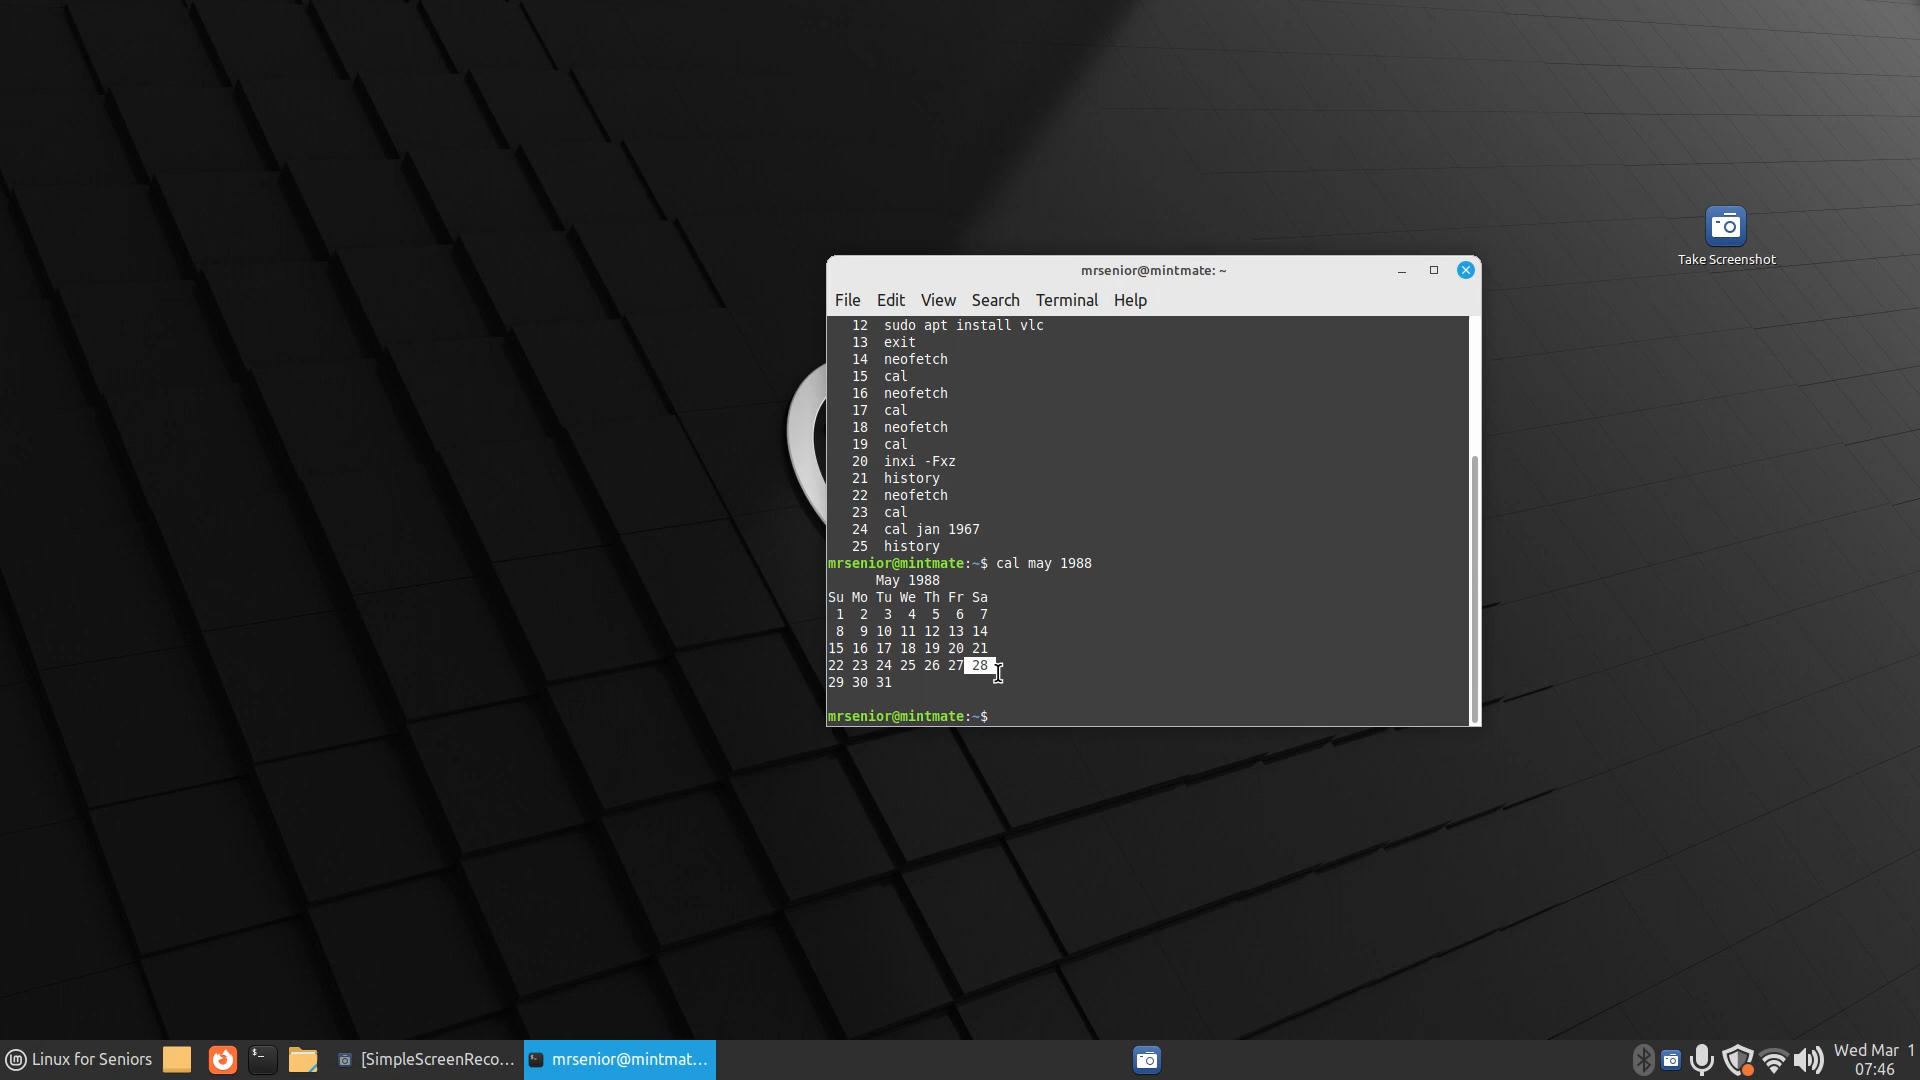 Take Screenshot
mrsenior@mintmate: ~
File Edit View Search Terminal Help
12 sudo apt install vlc
13 exit
14 neofetch
15 cal
16 neofetch
17 cal
18 neofetch
19 cal
20 inxi -Fxz
21 history
22 neofetch
23 cal
24 cal jan 1967
25 history
mrsenior@mintmate:~$ cal may 1988
May 1988
Su Mo Tu We Th Fr Sa
1 2 3 4 5 6 7
8 9 10 11 12 13 14
15 16 17 18 19 20 21
22 23 24 25 26 27 28
29 30 31
mrsenior@mintmate:~$
Linux for Seniors [SimpleScreenReco... mrsenior@mintmat... Wed Mar 1
07:46